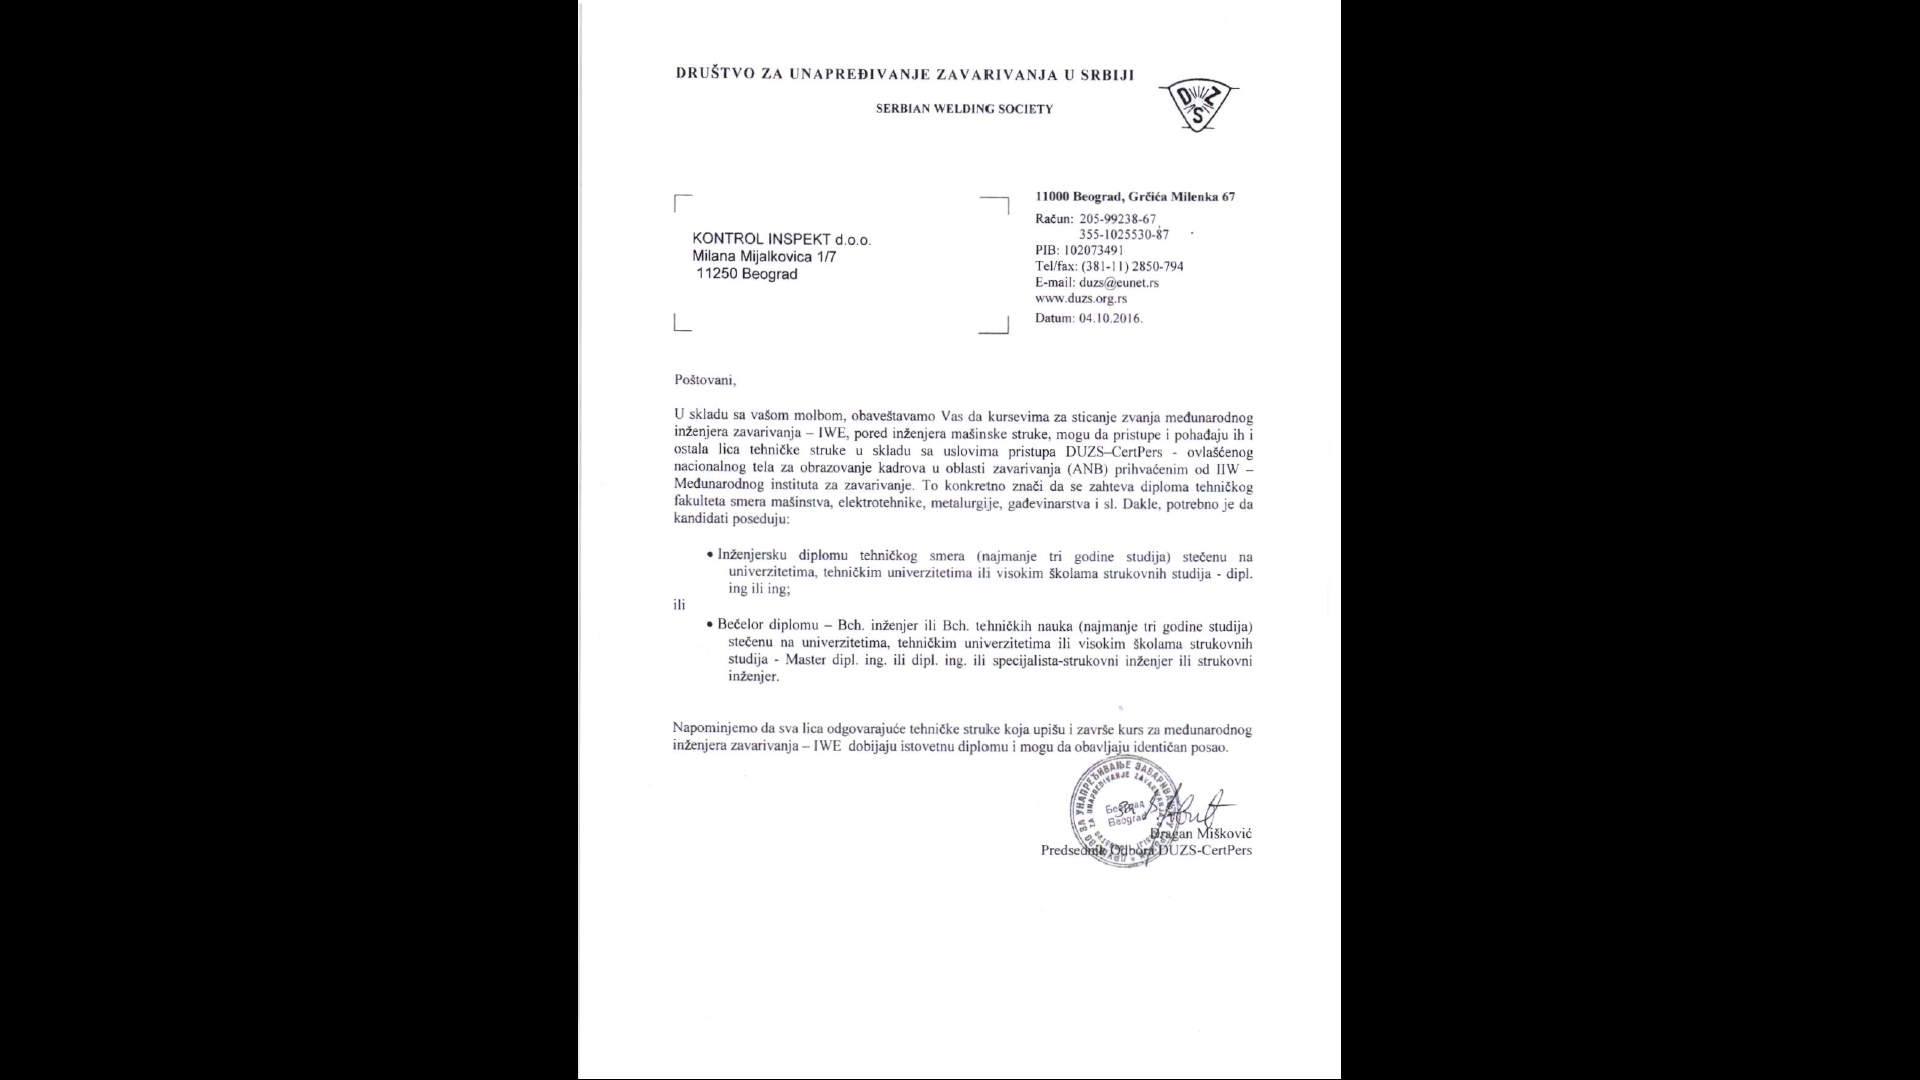 DRUŠTVO ZA UNAPREĐIVANJE ZAVARIVANJA U SRBIJI
SERBIAN WELDING SOCIETY
D Z
S
KONTROL INSPEKT d.o.o.
Milana Mijalkovica 1/7
11250 Beograd
11000 Beograd, Grčića Milenka 67
Račun: 205-99238-67
355-1025530-87
PIB: 102073491
Tel/fax: (381-11) 2850-794
E-mail: duzs@eunet.rs
www.duzs.org.rs
Datum: 04.10.2016.
Poštovani,
U skladu sa vašom molbom, obaveštavamo Vas da kursevima za sticanje zvanja međunarodnog
inženjera zavarivanja – IWE, pored inženjera mašinske struke, mogu da pristupe i pohađaju ih i
ostala lica tehničke struke u skladu sa uslovima pristupa DUZS–CertPers - ovlašćenog
nacionalnog tela za obrazovanje kadrova u oblasti zavarivanja (ANB) prihvaćenim od IIW –
Međunarodnog instituta za zavarivanje. To konkretno znači da se zahteva diploma tehničkog
fakulteta smera mašinstva, elektrotehnike, metalurgije, gađevinarstva i sl. Dakle, potrebno je da
kandidati poseduju:
• Inženjersku diplomu tehničkog smera (najmanje tri godine studija) stečenu na
univerzitetima, tehničkim univerzitetima ili visokim školama strukovnih studija - dipl.
ing ili ing;
ili
• Bečelor diplomu – Bch. inženjer ili Bch. tehničkih nauka (najmanje tri godine studija)
stečenu na univerzitetima, tehničkim univerzitetima ili visokim školama strukovnih
studija - Master dipl. ing. ili dipl. ing. ili specijalista-strukovni inženjer ili strukovni
inženjer.
Napominjemo da sva lica odgovarajuće tehničke struke koja upišu i završe kurs za međunarodnog
inženjera zavarivanja – IWE dobijaju istovetnu diplomu i mogu da obavljaju identičan posao.
Београд
Beograd
Dragan Mišković
Predsednik Odbora DUZS-CertPers